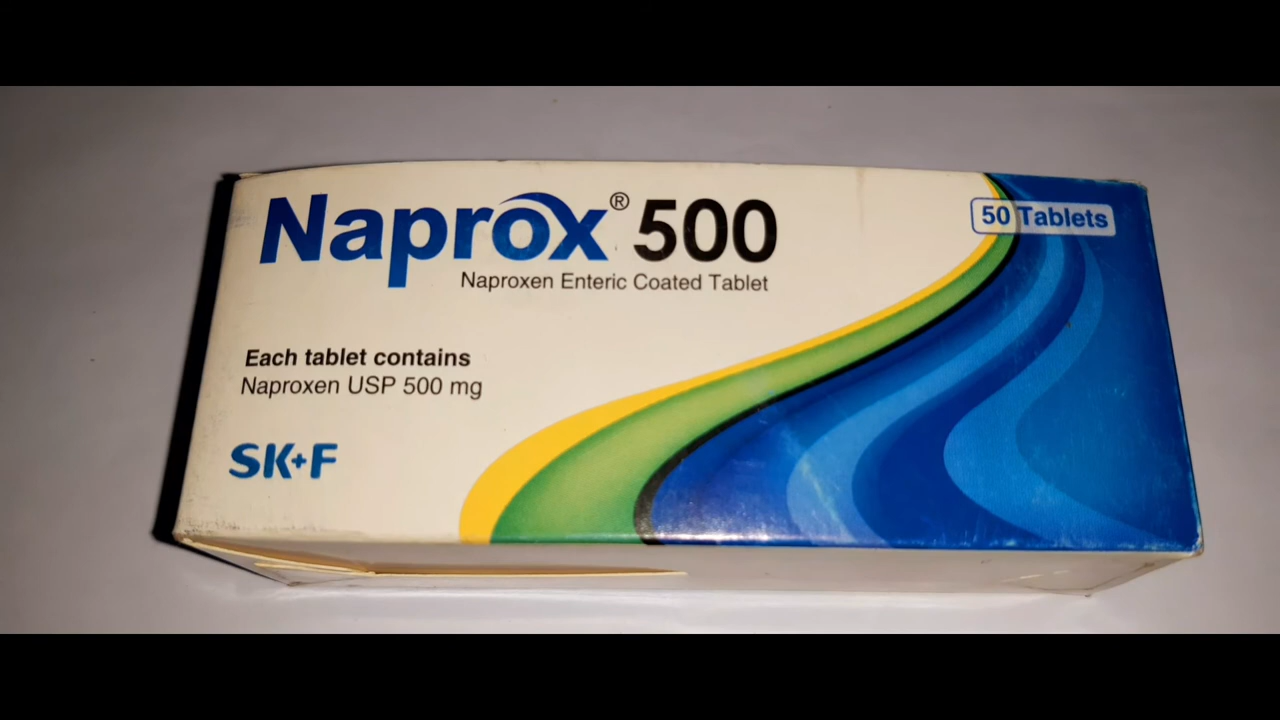 Naprox® 500
50 Tablets
Naproxen Enteric Coated Tablet
Each tablet contains
Naproxen USP 500 mg
SK+F